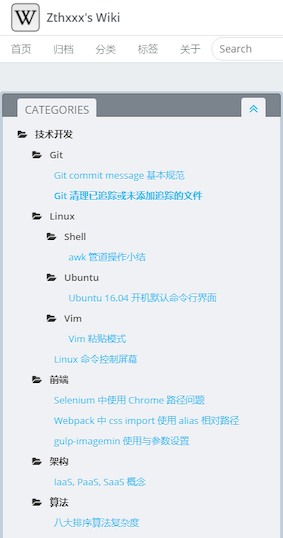 W Zthxxx's Wiki
首页 归档 分类 标签 关于 Search
CATEGORIES
技术开发
Git
Git commit message 基本规范
Git 清理已追踪或未添加追踪的文件
Linux
Shell
awk 管道操作小结
Ubuntu
Ubuntu 16.04 开机默认命令行界面
Vim
Vim 粘贴模式
Linux 命令控制屏幕
前端
Selenium 中使用 Chrome 路径问题
Webpack 中 css import 使用 alias 相对路径
gulp-imagemin 使用与参数设置
架构
IaaS, PaaS, SaaS 概念
算法
八大排序算法复杂度